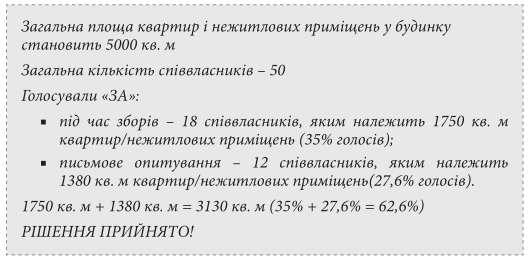 Загальна площа квартир і нежитлових приміщень у будинку
становить 5000 кв. м
Загальна кількість співвласників – 50
Голосували «ЗА»:
▪ під час зборів – 18 співвласників, яким належить 1750 кв. м
квартир/нежитлових приміщень (35% голосів);
▪ письмове опитування – 12 співвласників, яким належить
1380 кв. м квартир/нежитлових приміщень(27,6% голосів).
1750 кв. м + 1380 кв. м = 3130 кв. м (35% + 27,6% = 62,6%)
РІШЕННЯ ПРИЙНЯТО!